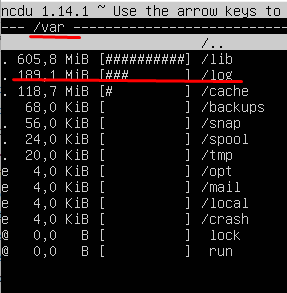 ncdu 1.14.1 ~ Use the arrow keys to
--- /var ---
/..
. 605,8 MiB [##########] /lib
. 189,1 MiB [###       ] /log
. 118,7 MiB [#         ] /cache
68,0 KiB [          ] /backups
. 56,0 KiB [          ] /snap
. 24,0 KiB [          ] /spool
. 20,0 KiB [          ] /tmp
e 4,0 KiB [          ] /opt
e 4,0 KiB [          ] /mail
e 4,0 KiB [          ] /local
e 4,0 KiB [          ] /crash
@ 0,0 B [          ] lock
@ 0,0 B [          ] run